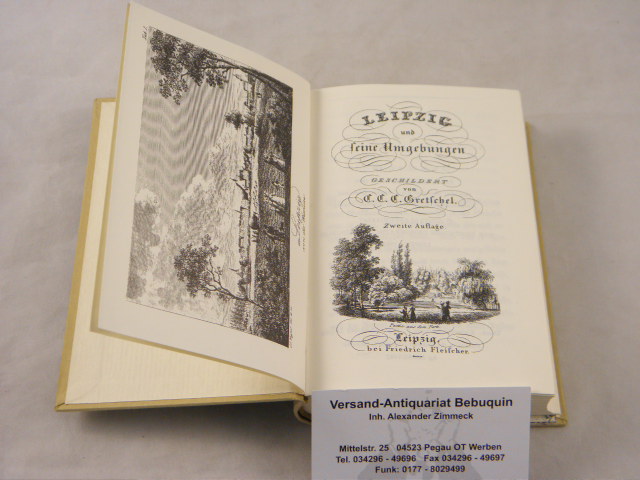 LEIPZIG
und
seine Umgebungen
GESCHILDERT
von
C. C. C. Gretschel.
Zweite Auflage
Leipzig,
bei Friedrich Fleischer.
Versand-Antiquariat Bebuquin
Inh. Alexander Zimmeck
Mittelstr. 25 04523 Pegau OT Werben
Tel. 034296 - 49696 Fax 034296 - 49697
Funk: 0177 - 8029499